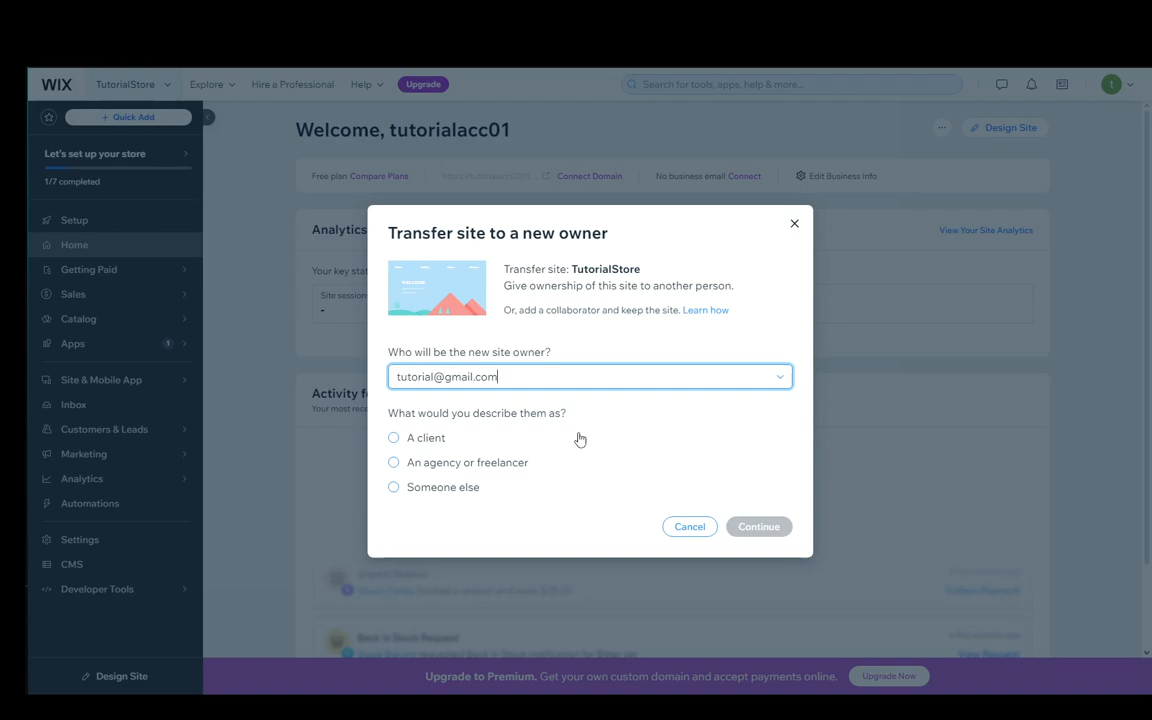 WIX TutorialStore Explore Hire a Professional Help Upgrade Search for tools, apps, help & more... t
+ Quick Add
Let's set up your store
1/7 completed
Setup
Home
Getting Paid
Sales
Catalog
Apps 1
Site & Mobile App
Inbox
Customers & Leads
Marketing
Analytics
Automations
Settings
CMS
Developer Tools
Design Site
Welcome, tutorialacc01
... Design Site
Free plan Compare Plans Connect Domain No business email Connect Edit Business Info
Analytics View Your Site Analytics
Your key stat
Site session
-
Activity f
Your most rece
Transfer site to a new owner
Transfer site: TutorialStore
Give ownership of this site to another person.
Or, add a collaborator and keep the site. Learn how
Who will be the new site owner?
tutorial@gmail.com
What would you describe them as?
A client
An agency or freelancer
Someone else
Cancel Continue
Back in Stock Request
View Request
Upgrade to Premium. Get your own custom domain and accept payments online. Upgrade Now